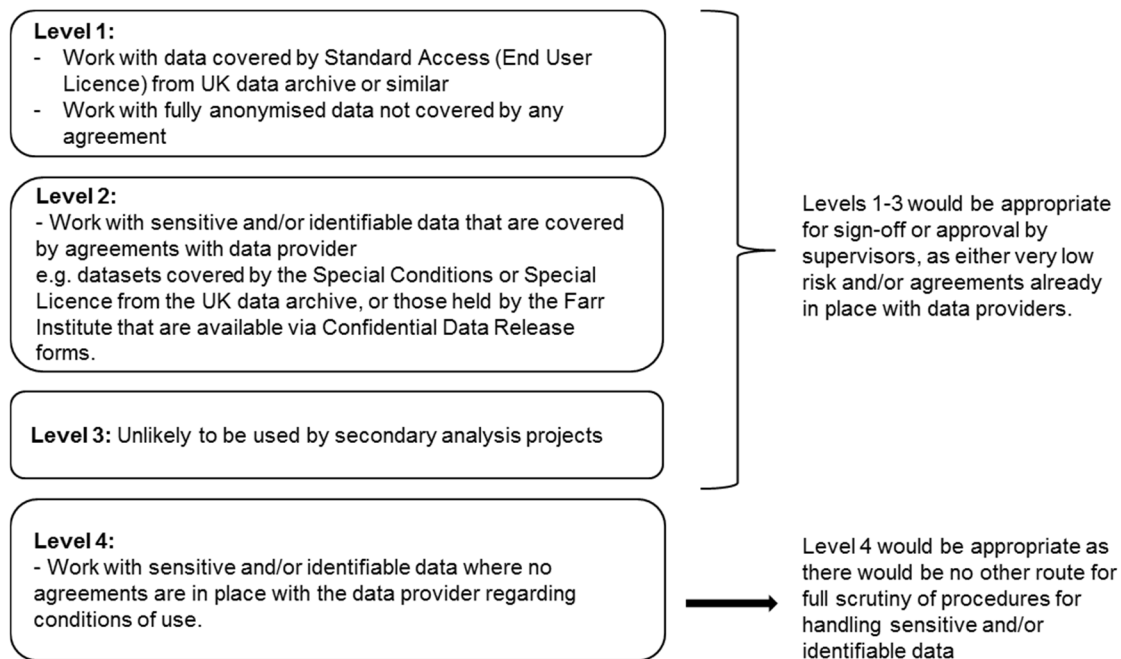 Level 1:
- Work with data covered by Standard Access (End User
Licence) from UK data archive or similar
- Work with fully anonymised data not covered by any
agreement
Level 2:
- Work with sensitive and/or identifiable data that are covered
by agreements with data provider
e.g. datasets covered by the Special Conditions or Special
Licence from the UK data archive, or those held by the Farr
Institute that are available via Confidential Data Release
forms.
Level 3: Unlikely to be used by secondary analysis projects
Levels 1-3 would be appropriate
for sign-off or approval by
supervisors, as either very low
risk and/or agreements already
in place with data providers.
Level 4:
- Work with sensitive and/or identifiable data where no
agreements are in place with the data provider regarding
conditions of use.
Level 4 would be appropriate as
there would be no other route for
full scrutiny of procedures for
handling sensitive and/or
identifiable data